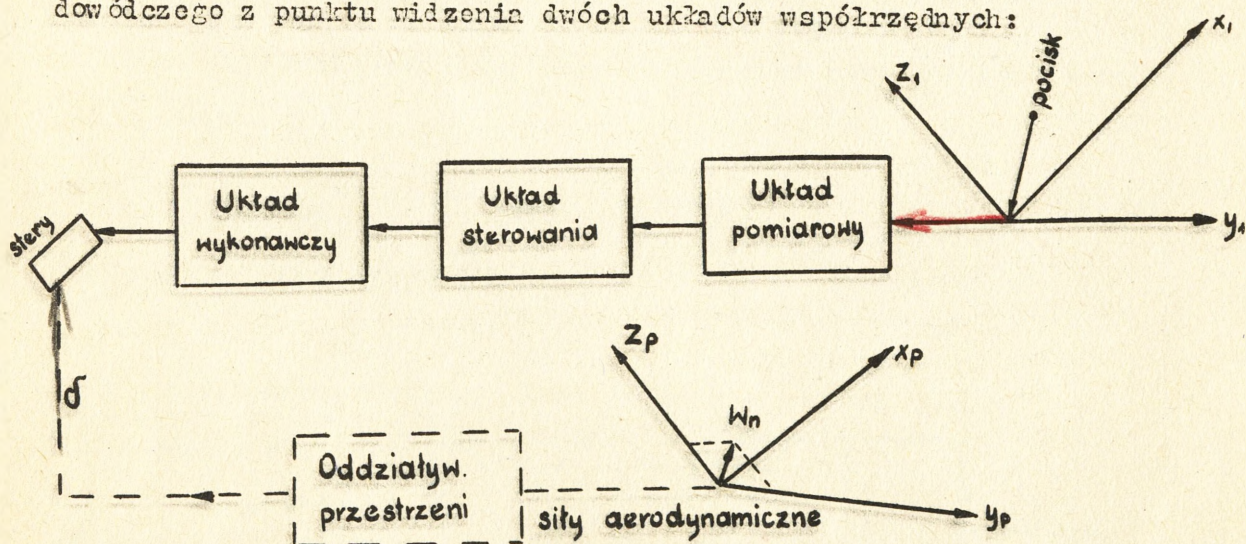 dowódczego z punktu widzenia dwóch układów współrzędnych:
x₁
z₁
pocisk
y₁
Układ
wykonawczy
Układ
sterowania
Układ
pomiarowy
stery
δ
zp
xp
Wn
yp
Oddziaływ.
przestrzeni
siły aerodynamiczne